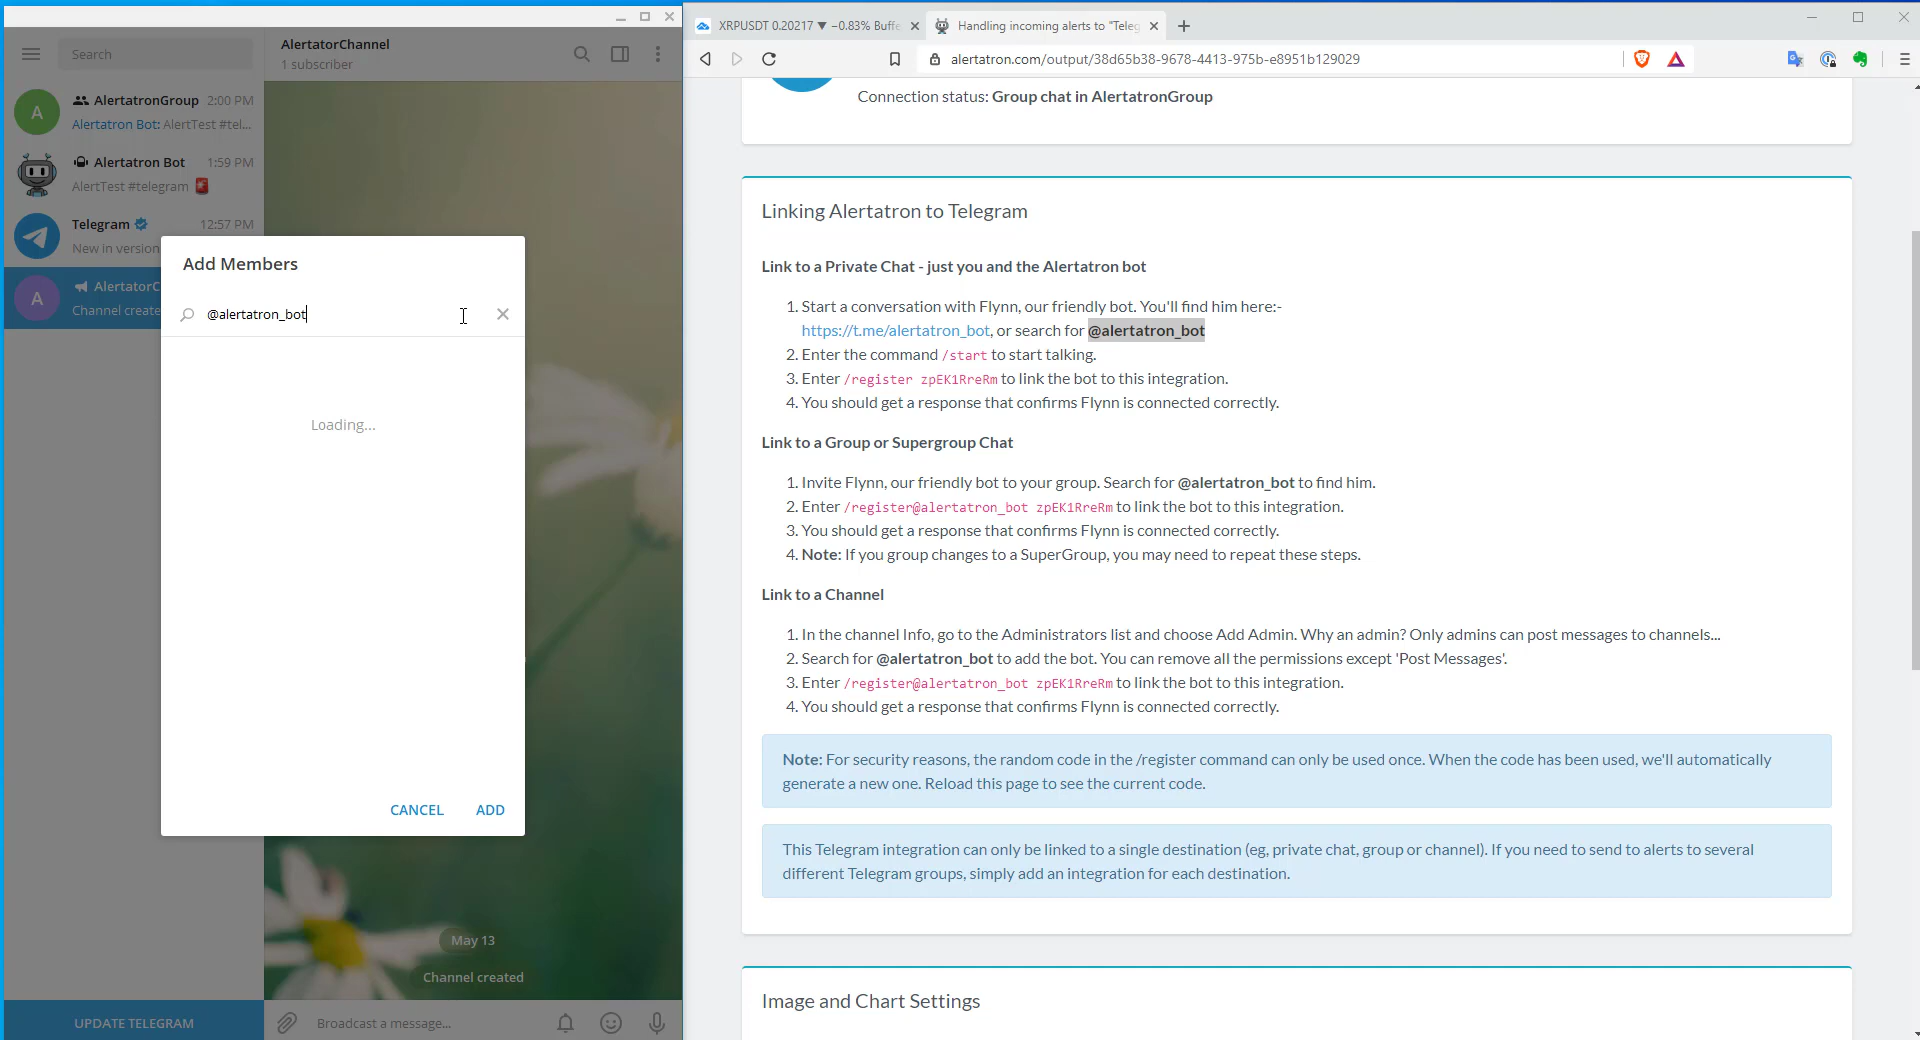 Search
AlertatorChannel
1 subscriber
A
AlertatronGroup 2:00 PM
Alertatron Bot: AlertTest #tel...
Alertatron Bot 1:59 PM
AlertTest #telegram
Telegram 12:57 PM
New in version
A
AlertatorC
Channel create
Add Members
@alertatron_bot
Loading...
CANCEL ADD
May 13
Channel created
UPDATE TELEGRAM
Broadcast a message...
XRPUSDT 0.20217 ▼ −0.83% Buffe
Handling incoming alerts to "Teleg
alertatron.com/output/38d65b38-9678-4413-975b-e8951b129029
Connection status: Group chat in AlertatronGroup
Linking Alertatron to Telegram
Link to a Private Chat - just you and the Alertatron bot
1. Start a conversation with Flynn, our friendly bot. You'll find him here:-
https://t.me/alertatron_bot, or search for @alertatron_bot
2. Enter the command /start to start talking.
3. Enter /register zpEK1RreRm to link the bot to this integration.
4. You should get a response that confirms Flynn is connected correctly.
Link to a Group or Supergroup Chat
1. Invite Flynn, our friendly bot to your group. Search for @alertatron_bot to find him.
2. Enter /register@alertatron_bot zpEK1RreRm to link the bot to this integration.
3. You should get a response that confirms Flynn is connected correctly.
4. Note: If you group changes to a SuperGroup, you may need to repeat these steps.
Link to a Channel
1. In the channel Info, go to the Administrators list and choose Add Admin. Why an admin? Only admins can post messages to channels...
2. Search for @alertatron_bot to add the bot. You can remove all the permissions except 'Post Messages'.
3. Enter /register@alertatron_bot zpEK1RreRm to link the bot to this integration.
4. You should get a response that confirms Flynn is connected correctly.
Note: For security reasons, the random code in the /register command can only be used once. When the code has been used, we'll automatically
generate a new one. Reload this page to see the current code.
This Telegram integration can only be linked to a single destination (eg, private chat, group or channel). If you need to send to alerts to several
different Telegram groups, simply add an integration for each destination.
Image and Chart Settings